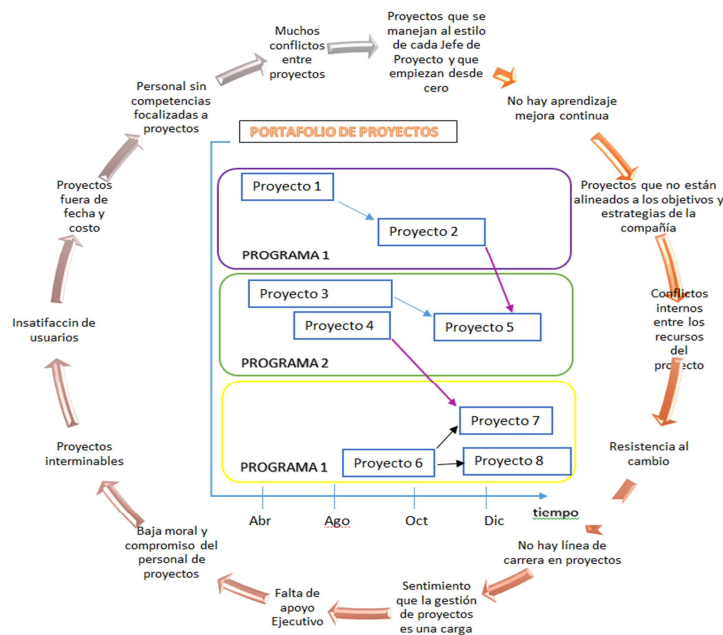 Muchos
conflictos
entre
proyectos
Proyectos que se
manejan al estilo
de cada Jefe de
Proyecto y que
empiezan desde
cero
No hay aprendizaje
mejora continua
Proyectos que no están
alineados a los objetivos y
estrategias de la
compañía
Conflictos
internos
entre los
recursos
del
proyecto
Resistencia al
cambio
No hay línea de
carrera en proyectos
Sentimiento
que la gestión
de proyectos
es una carga
Falta de
apoyo
Ejecutivo
Baja moral y
compromiso del
personal de
proyectos
Proyectos
interminables
Insatifaccin de
usuarios
Proyectos
fuera de
fecha y
costo
Personal sin
competencias
focalizadas a
proyectos
PORTAFOLIO DE PROYECTOS
Proyecto 1
Proyecto 2
PROGRAMA 1
Proyecto 3
Proyecto 4
Proyecto 5
PROGRAMA 2
Proyecto 7
Proyecto 6
Proyecto 8
PROGRAMA 1
Abr
Ago
Oct
Dic
tiempo